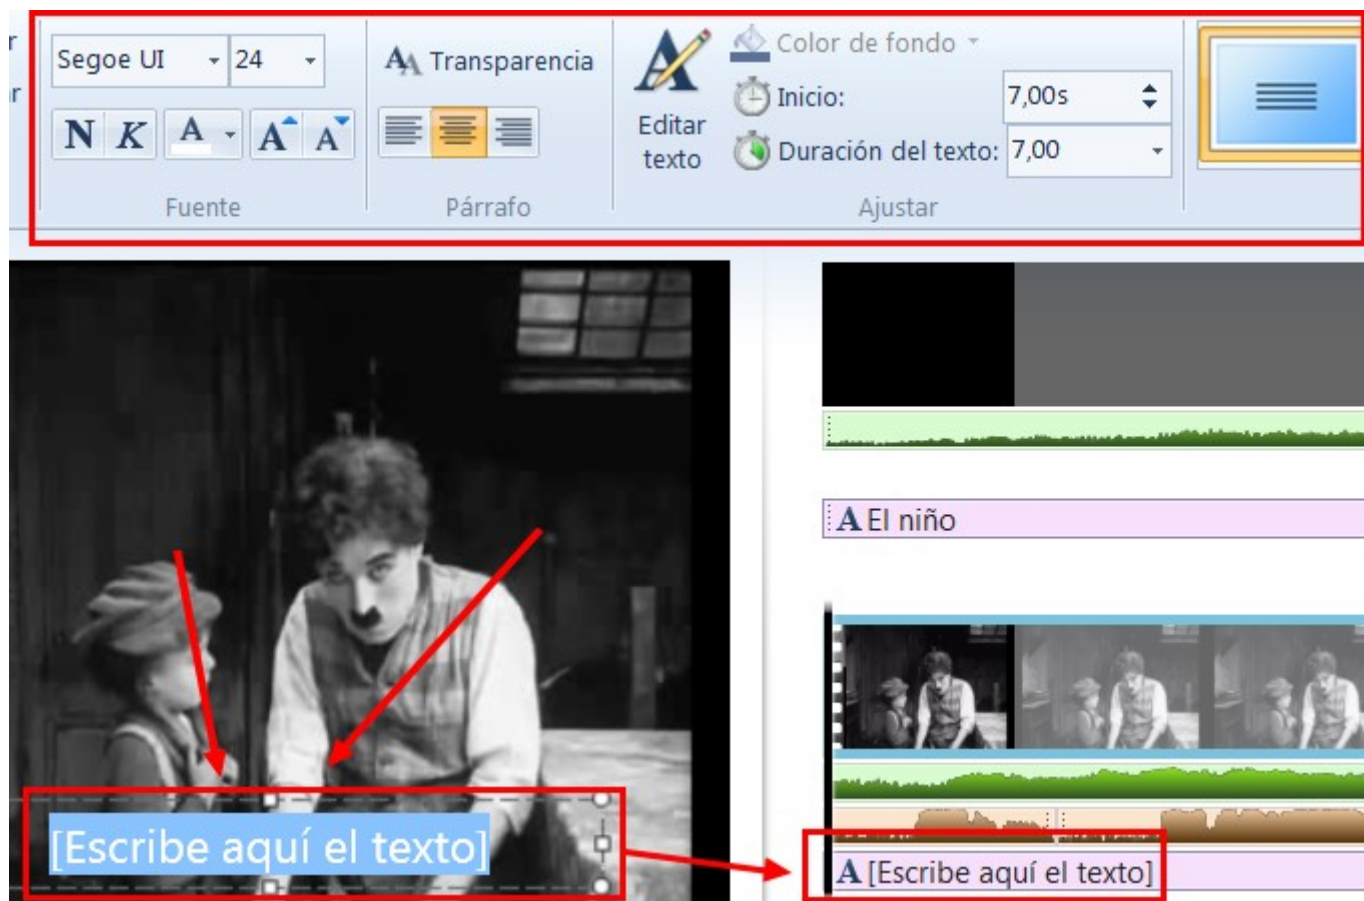 Segoe UI
24
N K A A A
Fuente
Transparencia
Párrafo
Editar
texto
Color de fondo
Inicio:
7,00s
Duración del texto:
7,00
Ajustar
A El niño
[Escribe aquí el texto]
A [Escribe aquí el texto]